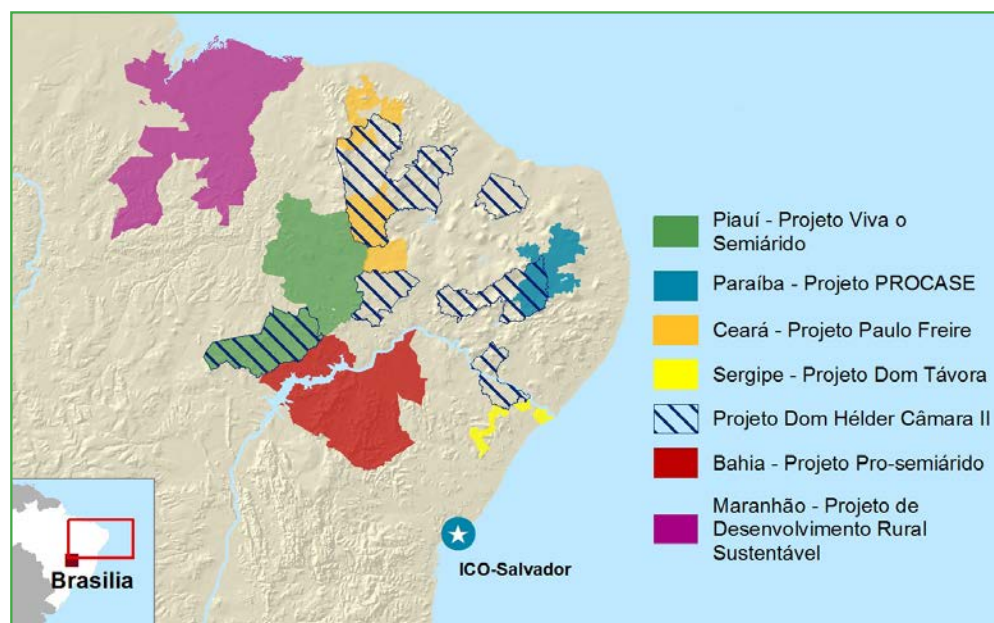 Piauí - Projeto Viva o
Semiárido
Paraíba - Projeto PROCASE
Ceará - Projeto Paulo Freire
Sergipe - Projeto Dom Távora
Projeto Dom Hélder Câmara II
Bahia - Projeto Pro-semiárido
Maranhão - Projeto de
Desenvolvimento Rural
Sustentável
ICO-Salvador
Brasilia